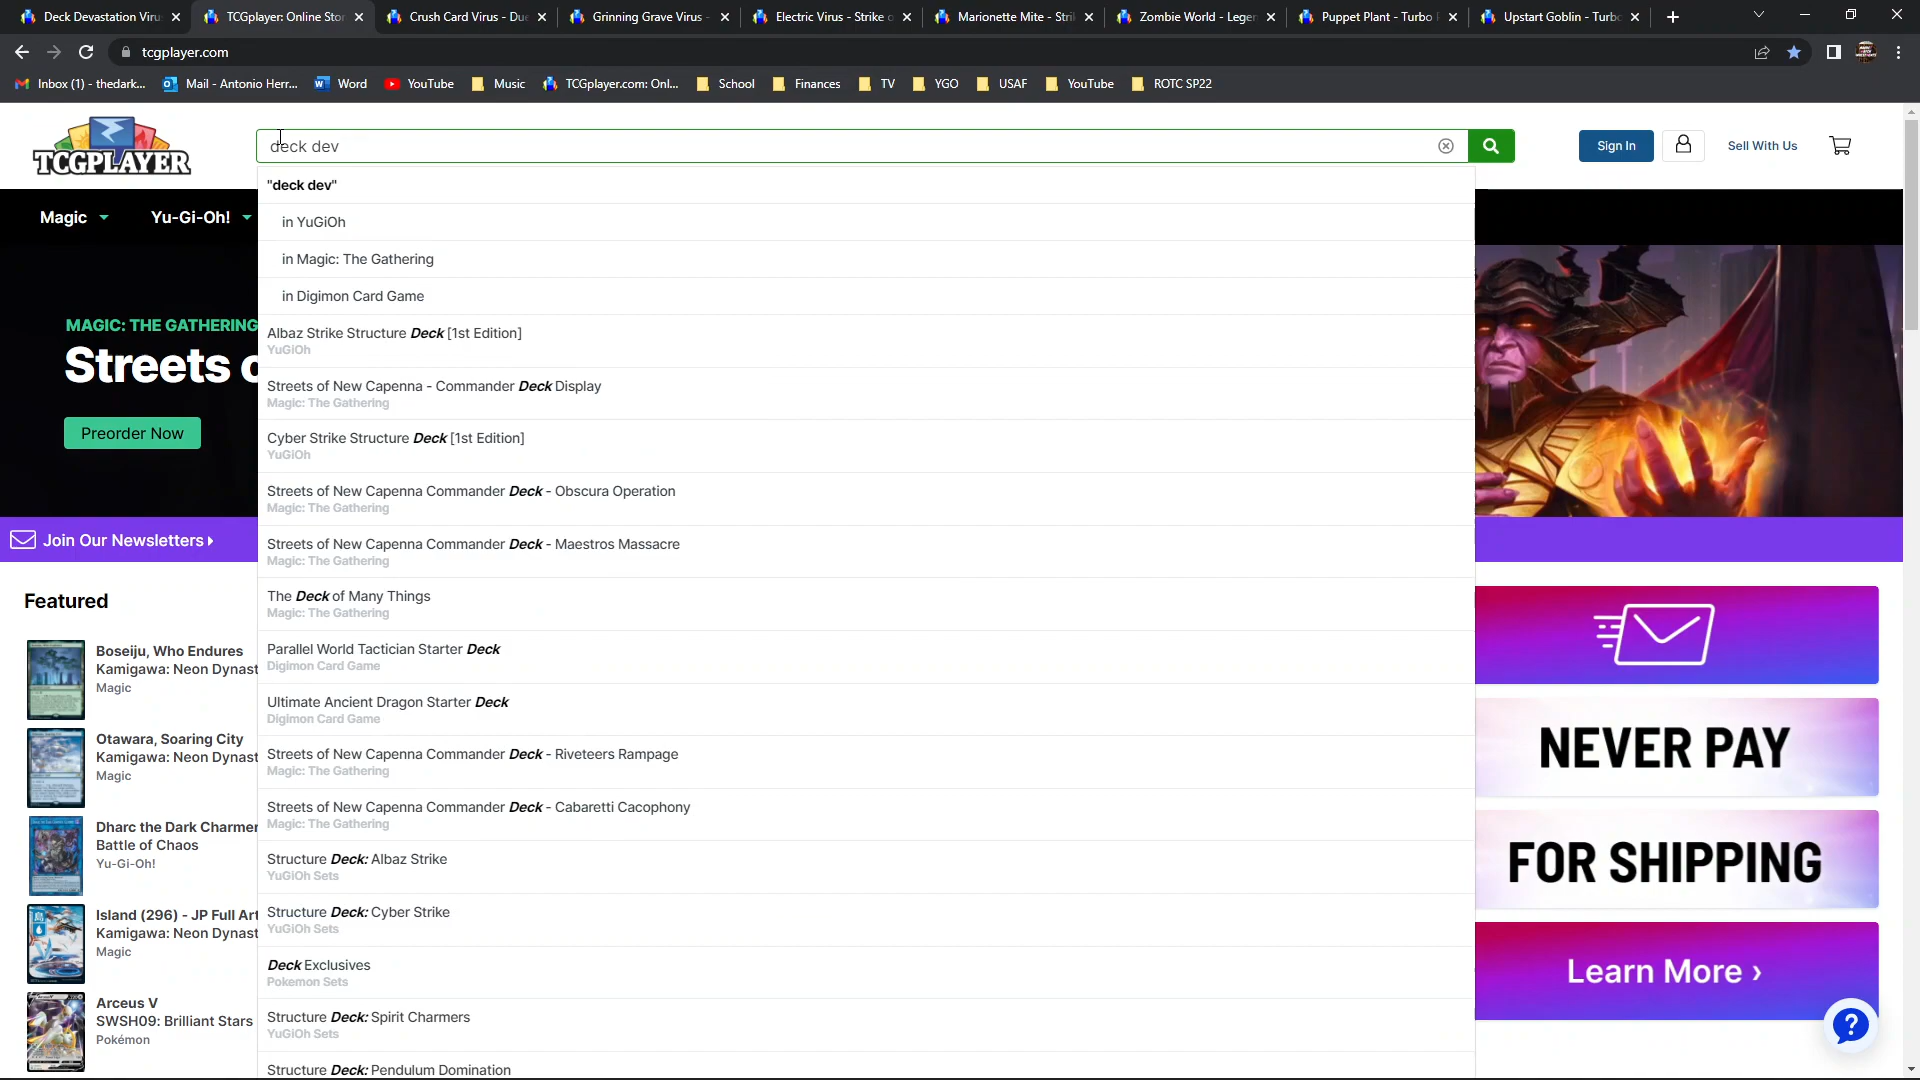 Deck Devastation Viru
TCGplayer: Online Stor
Crush Card Virus - Due
Grinning Grave Virus -
Electric Virus - Strike o
Marionette Mite - Stri
Zombie World - Legen
Puppet Plant - Turbo
Upstart Goblin - Turbo
tcgplayer.com
Inbox (1) - thedark...
Mail - Antonio Herr...
Word
YouTube
Music
TCGplayer.com: Onl...
School
Finances
TV
YGO
USAF
YouTube
ROTC SP22
TCGPLAYER
deck dev
Sign In
Sell With Us
Magic
Yu-Gi-Oh!
"deck dev"
in YuGiOh
in Magic: The Gathering
in Digimon Card Game
Albaz Strike Structure Deck [1st Edition]
YuGiOh
Streets of New Capenna - Commander Deck Display
Magic: The Gathering
Cyber Strike Structure Deck [1st Edition]
YuGiOh
Streets of New Capenna Commander Deck - Obscura Operation
Magic: The Gathering
Streets of New Capenna Commander Deck - Maestros Massacre
Magic: The Gathering
The Deck of Many Things
Magic: The Gathering
Parallel World Tactician Starter Deck
Digimon Card Game
Ultimate Ancient Dragon Starter Deck
Digimon Card Game
Streets of New Capenna Commander Deck - Riveteers Rampage
Magic: The Gathering
Streets of New Capenna Commander Deck - Cabaretti Cacophony
Magic: The Gathering
Structure Deck: Albaz Strike
YuGiOh Sets
Structure Deck: Cyber Strike
YuGiOh Sets
Deck Exclusives
Pokemon Sets
Structure Deck: Spirit Charmers
YuGiOh Sets
Structure Deck: Pendulum Domination
MAGIC: THE GATHERING
Streets o
Preorder Now
Join Our Newsletters
Featured
Boseiju, Who Endures
Kamigawa: Neon Dynast
Magic
Otawara, Soaring City
Kamigawa: Neon Dynast
Magic
Dharc the Dark Charmer
Battle of Chaos
Yu-Gi-Oh!
Island (296) - JP Full Art
Kamigawa: Neon Dynast
Magic
Arceus V
SWSH09: Brilliant Stars
Pokémon
NEVER PAY
FOR SHIPPING
Learn More ›
?